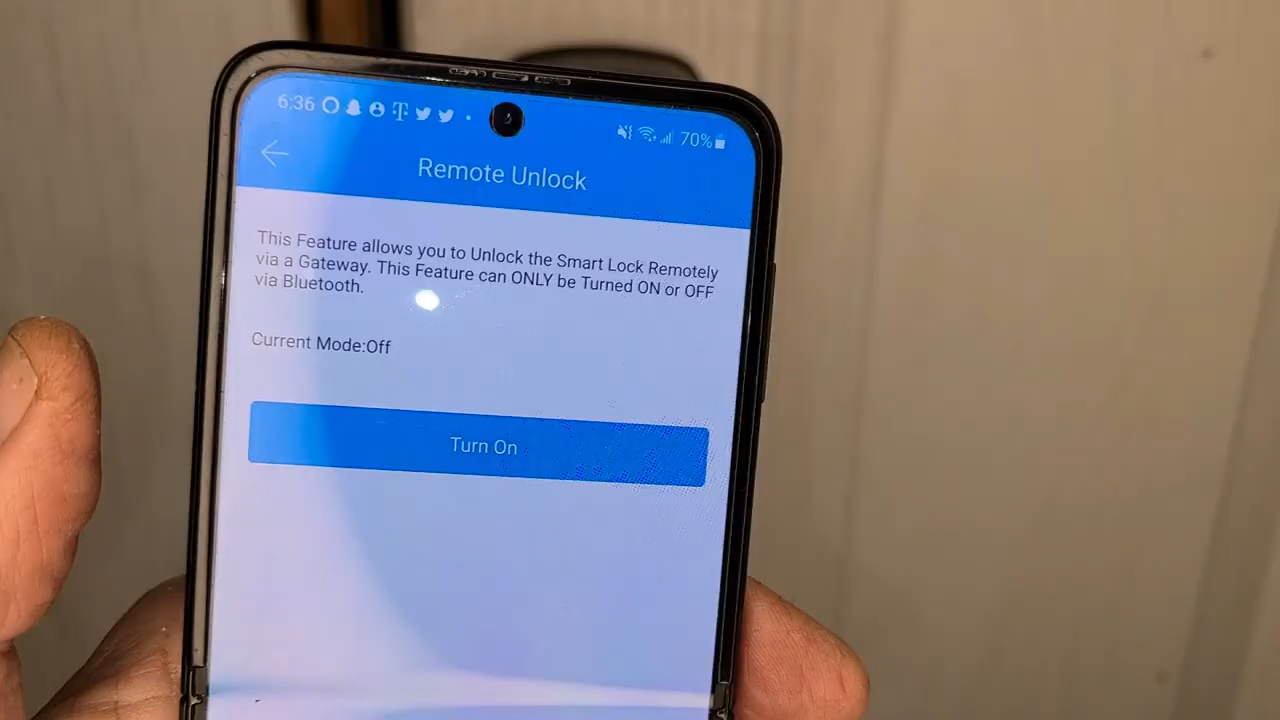 6:36
70%
Remote Unlock
This Feature allows you to Unlock the Smart Lock Remotely
via a Gateway. This Feature can ONLY be Turned ON or OFF
via Bluetooth.
Current Mode:Off
Turn On